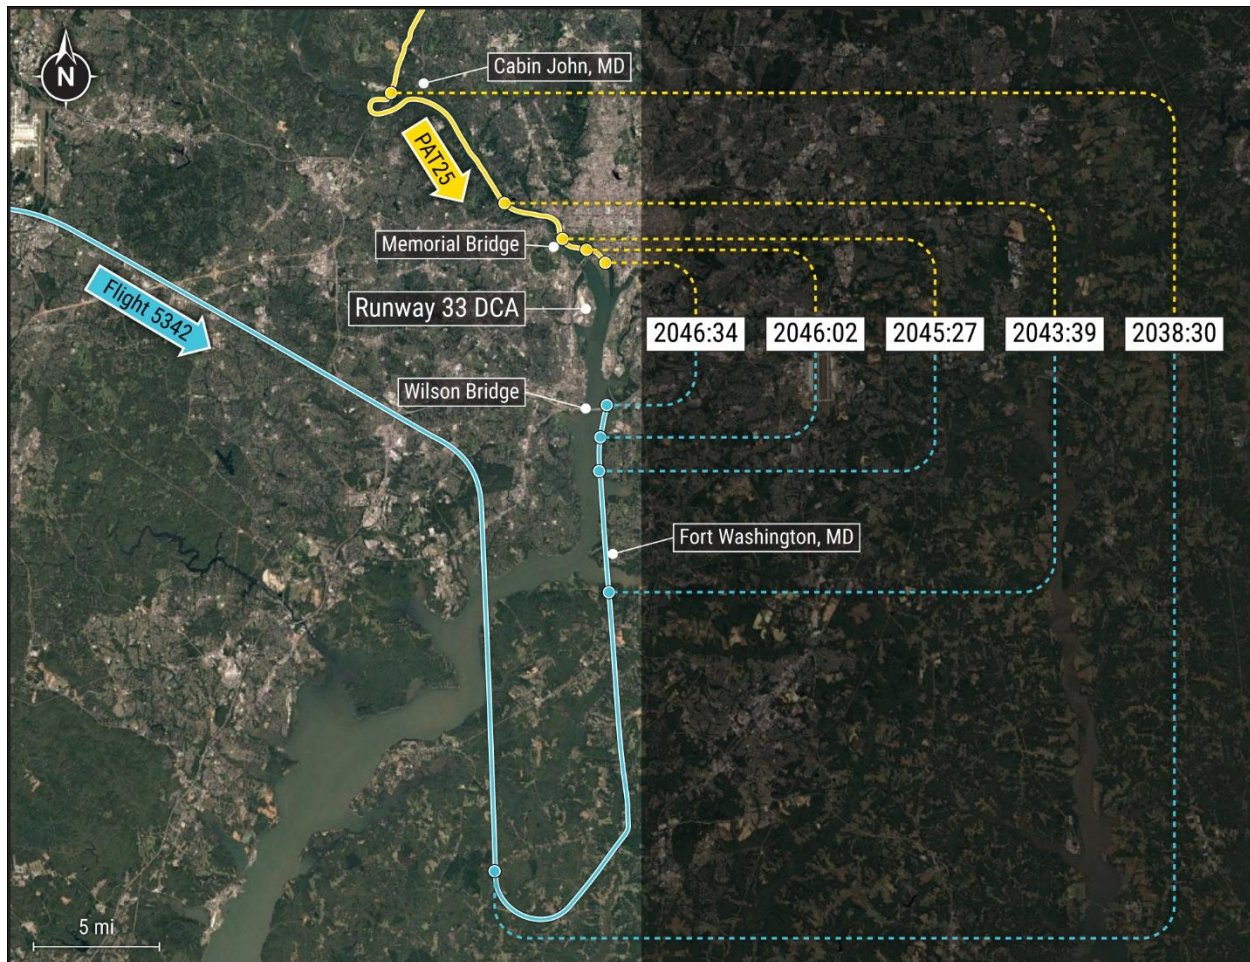 N
Cabin John, MD
PAT25
Memorial Bridge
Flight 5342
Runway 33 DCA
2046:34
2046:02
2045:27
2043:39
2038:30
Wilson Bridge
Fort Washington, MD
5 mi